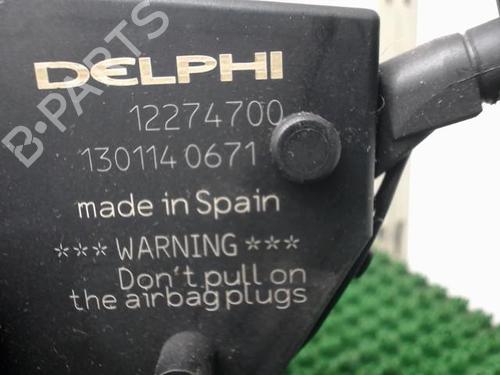 B-PARTS
DELPHI
12274700
1301140671
made in Spain
***WARNING***
Don't pull on
the airbag plugs